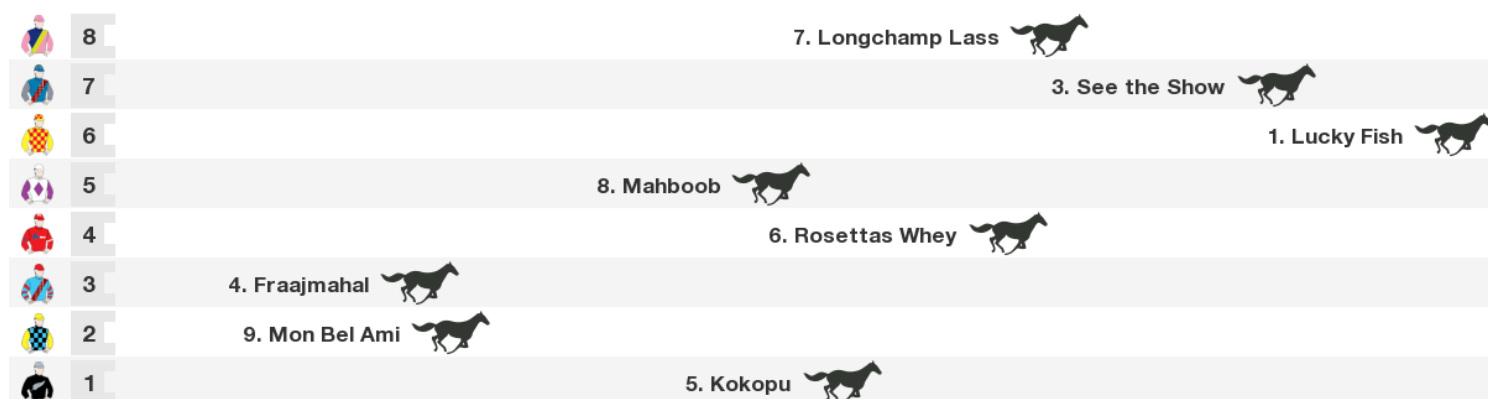 8 7. Longchamp Lass
7 3. See the Show
6 1. Lucky Fish
5 8. Mahboob
4 6. Rosettas Whey
3 4. Fraajmahal
2 9. Mon Bel Ami
1 5. Kokopu